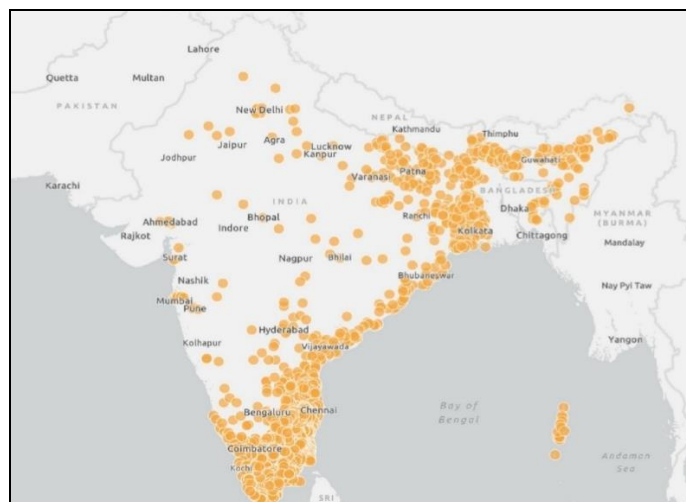 Lahore
Quetta
Multan
PAKISTAN
New Delhi
NEPAL
Kathmandu
Thimphu
Jaipur
Agra
Lucknow
Kanpur
Guwahati
Jodhpur
Varanasi
Patna
Karachi
BANGLADESH
INDIA
Ranchi
Dhaka
MYANMAR
(BURMA)
Ahmedabad
Bhopal
Rajkot
Indore
Kolkata
Chittagong
Mandalay
Surat
Nagpur
Bhilai
Bhubaneswar
Nashik
Nay Pyi Taw
Mumbai
Pune
Hyderabad
Kolhapur
Vijayawada
Yangon
Bengaluru
Chennai
Bay of
Bengal
Coimbatore
Kochi
Andaman
Sea
SRI